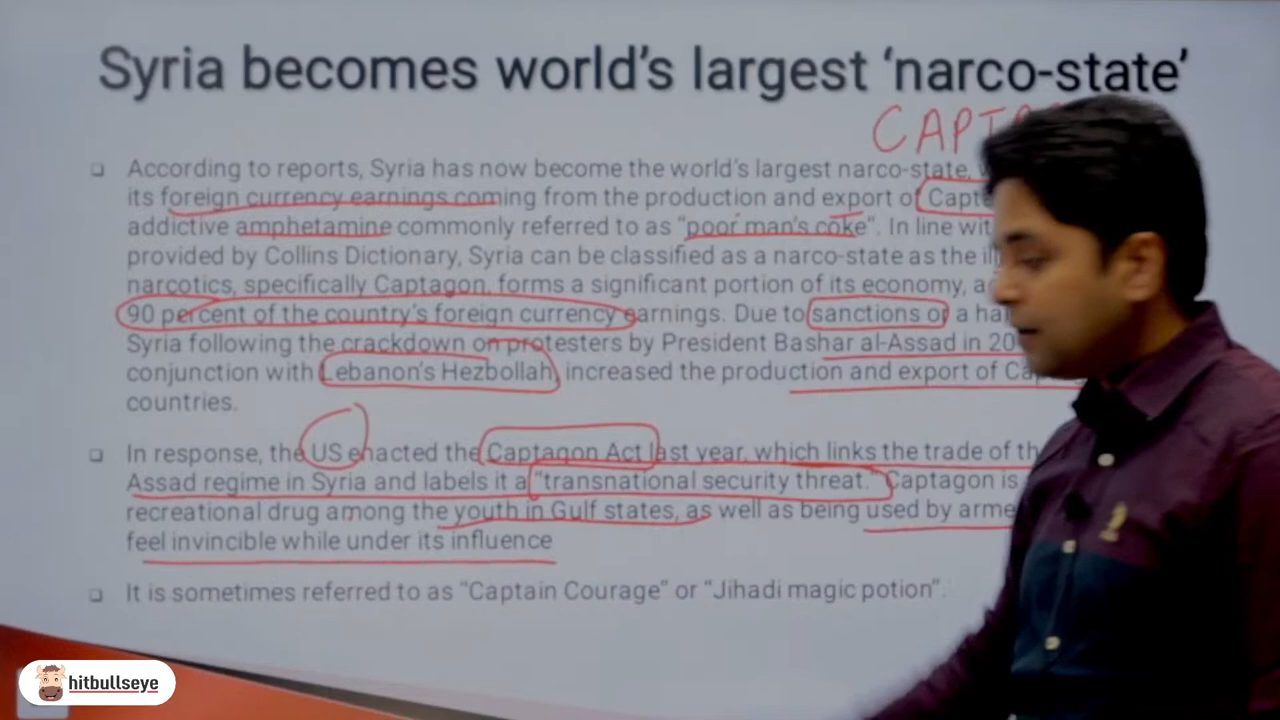 Syria becomes world's largest 'narco-state'
CAPT
According to reports, Syria has now become the world's largest narco-state,
its foreign currency earnings coming from the production and export of
addictive amphetamine commonly referred to as "poor man's coke". In line
provided by Collins Dictionary, Syria can be classified as a narco-state as the
narcotics, specifically Captagon, forms a significant portion of its economy,
90 percent of the country's foreign currency earnings. Due to sanctions on a
Syria following the crackdown on protesters by President Bashar al-Assad in
conjunction with Lebanon's Hezbollah, increased the production and export of
countries.
In response, the US enacted the Captagon Act last year, which links the trade of
Assad regime in Syria and labels it a "transnational security threat." Captagon is
recreational drug among the youth in Gulf states, as well as being used by
feel invincible while under its influence
It is sometimes referred to as "Captain Courage" or "Jihadi magic potion".
hitbullseye